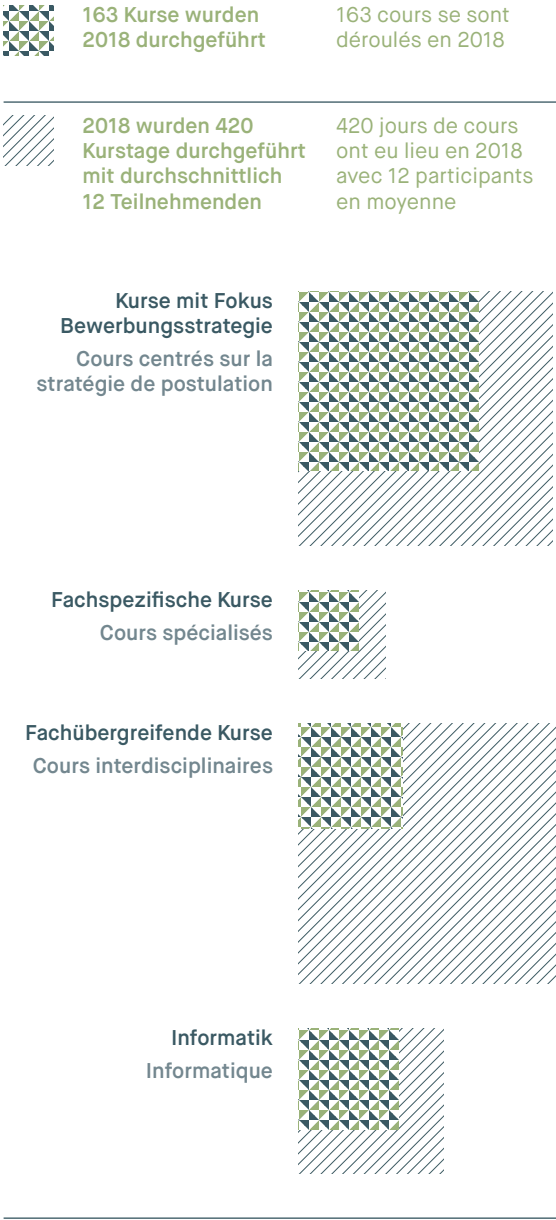 163 Kurse wurden
2018 durchgeführt
163 cours se sont
déroulés en 2018
2018 wurden 420
Kurstage durchgeführt
mit durchschnittlich
12 Teilnehmenden
420 jours de cours
ont eu lieu en 2018
avec 12 participants
en moyenne
Kurse mit Fokus
Bewerbungsstrategie
Cours centrés sur la
stratégie de postulation
Fachspezifische Kurse
Cours spécialisés
Fachübergreifende Kurse
Cours interdisciplinaires
Informatik
Informatique